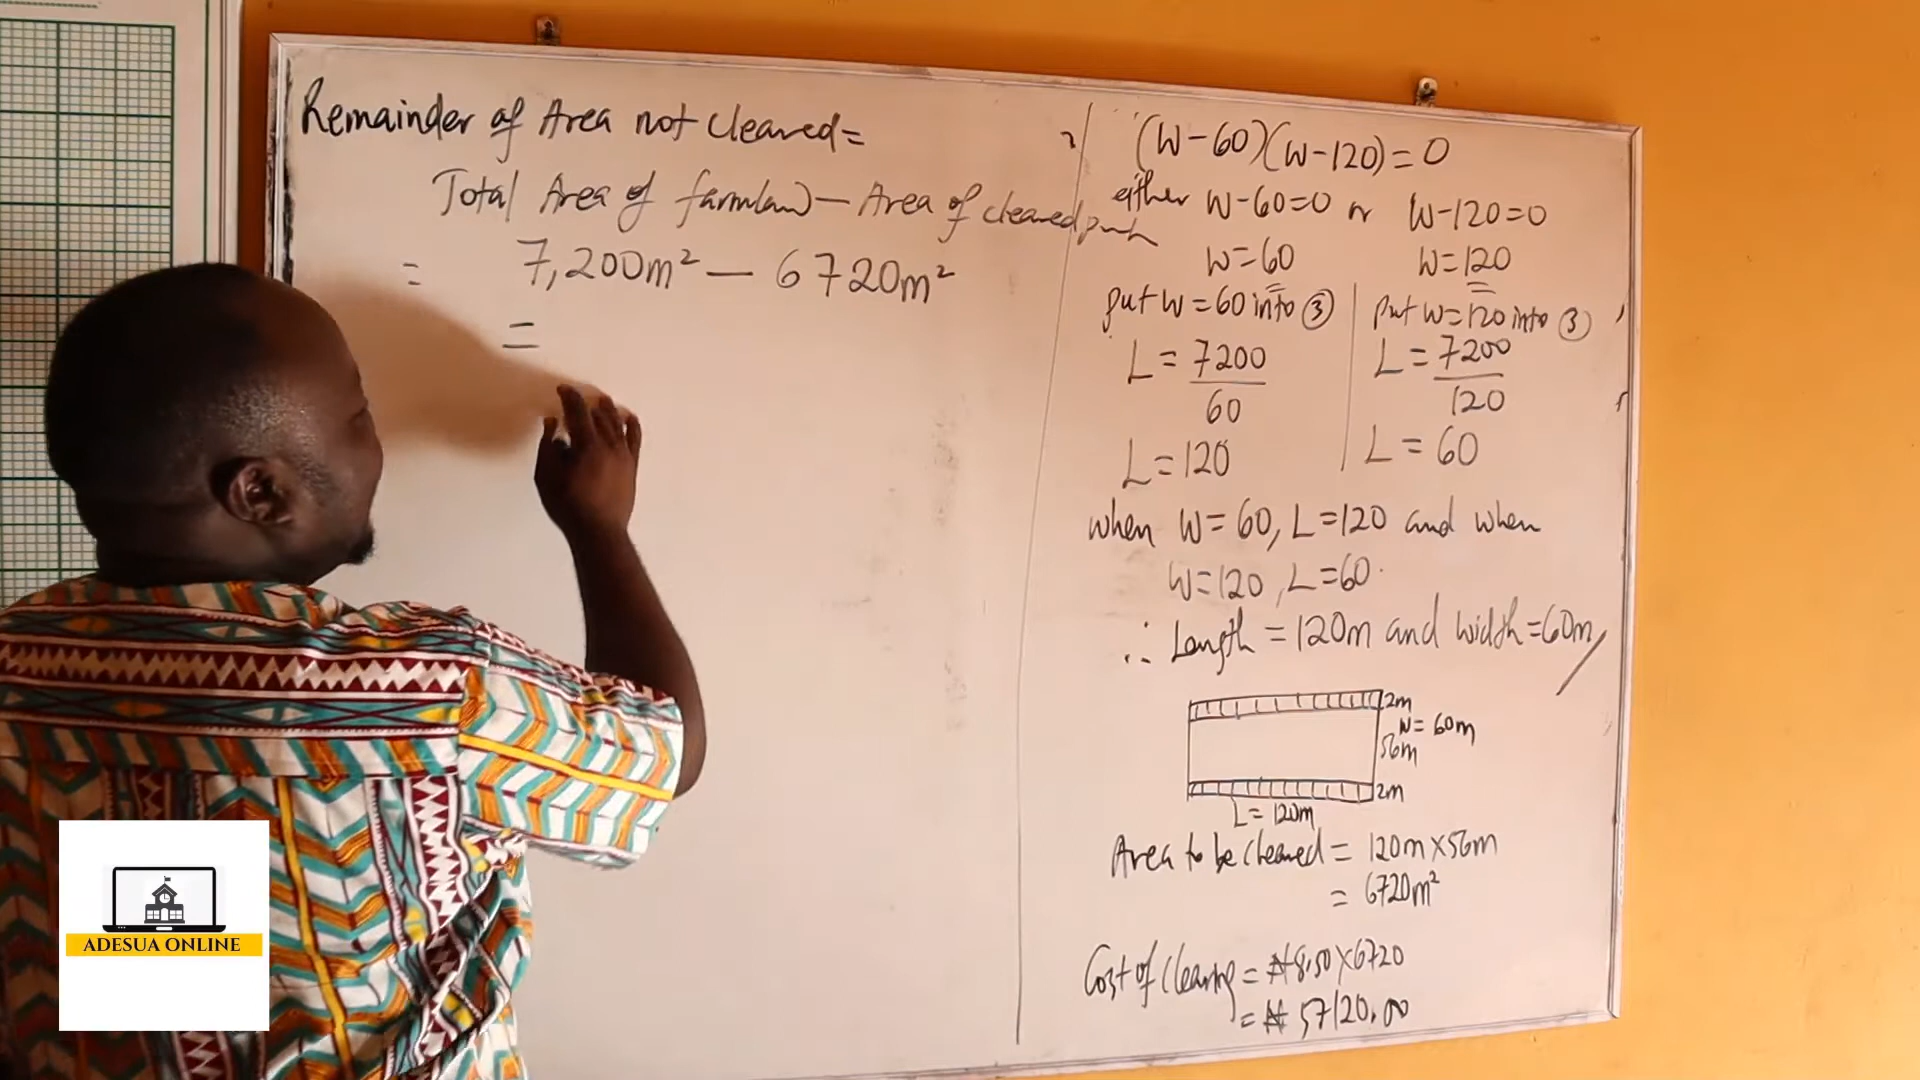 Remainder of Area not cleared=
Total Area of farmland — Area of cleared
= 7,200m² — 6720m²
=
(W-60)(W-120)=0
either W-60=0 or W-120=0
W=60 W=120
put W=60 into ③ put W=120 into ③
L = 7200 L = 7200
60 120
L=120 L = 60
when W=60, L=120 and when
W=120, L=60.
∴ Length = 120m and width=60m
2m
W= 60m
56m
2m
L= 120m
Area to be cleared = 120m×56m
= 6720m²
Cost of clearing = ₦8.50×6720
= ₦57120.00
ADESUA ONLINE